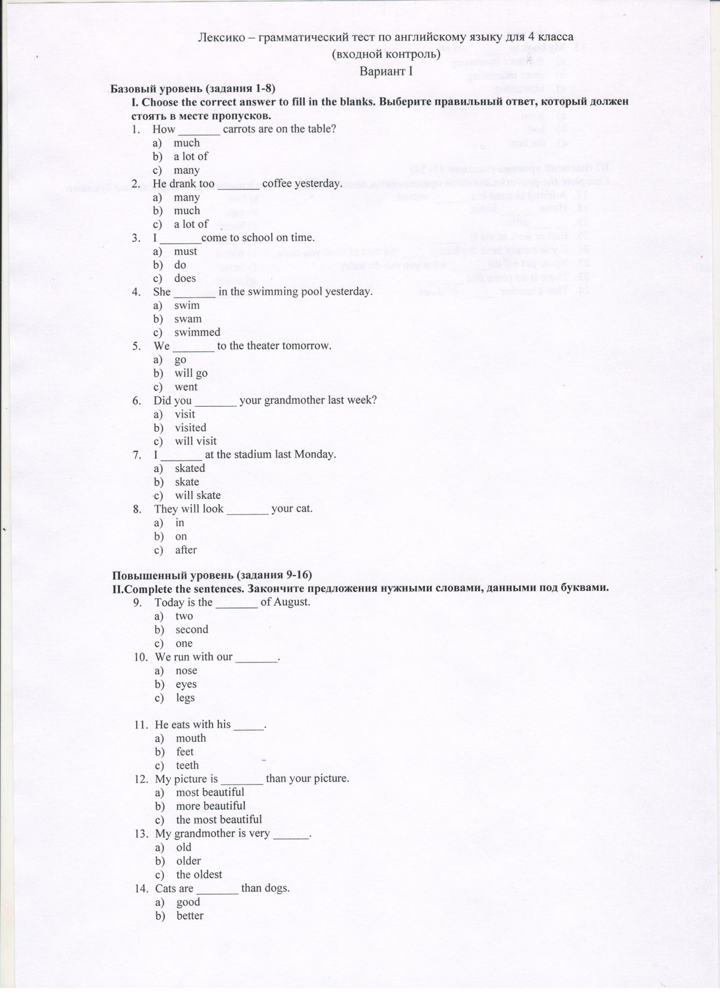 Лексико – грамматический тест по английскому языку для 4 класса
(входной контроль)
Вариант I
Базовый уровень (задания 1-8)
I. Choose the correct answer to fill in the blanks. Выберите правильный ответ, который должен
стоять в месте пропусков.
1. How _______ carrots are on the table?
a) much
b) a lot of
c) many
2. He drank too _______ coffee yesterday.
a) many
b) much
c) a lot of
3. I _______come to school on time.
a) must
b) do
c) does
4. She _______ in the swimming pool yesterday.
a) swim
b) swam
c) swimmed
5. We _______ to the theater tomorrow.
a) go
b) will go
c) went
6. Did you _______ your grandmother last week?
a) visit
b) visited
c) will visit
7. I _______ at the stadium last Monday.
a) skated
b) skate
c) will skate
8. They will look _______ your cat.
a) in
b) on
c) after
Повышенный уровень (задания 9-16)
II.Complete the sentences. Закончите предложения нужными словами, данными под буквами.
9. Today is the _______ of August.
a) two
b) second
c) one
10. We run with our _______.
a) nose
b) eyes
c) legs
11. He eats with his _____.
a) mouth
b) feet
c) teeth
12. My picture is _______ than your picture.
a) most beautiful
b) more beautiful
c) the most beautiful
13. My grandmother is very ______.
a) old
b) older
c) the oldest
14. Cats are _______ than dogs.
a) good
b) better